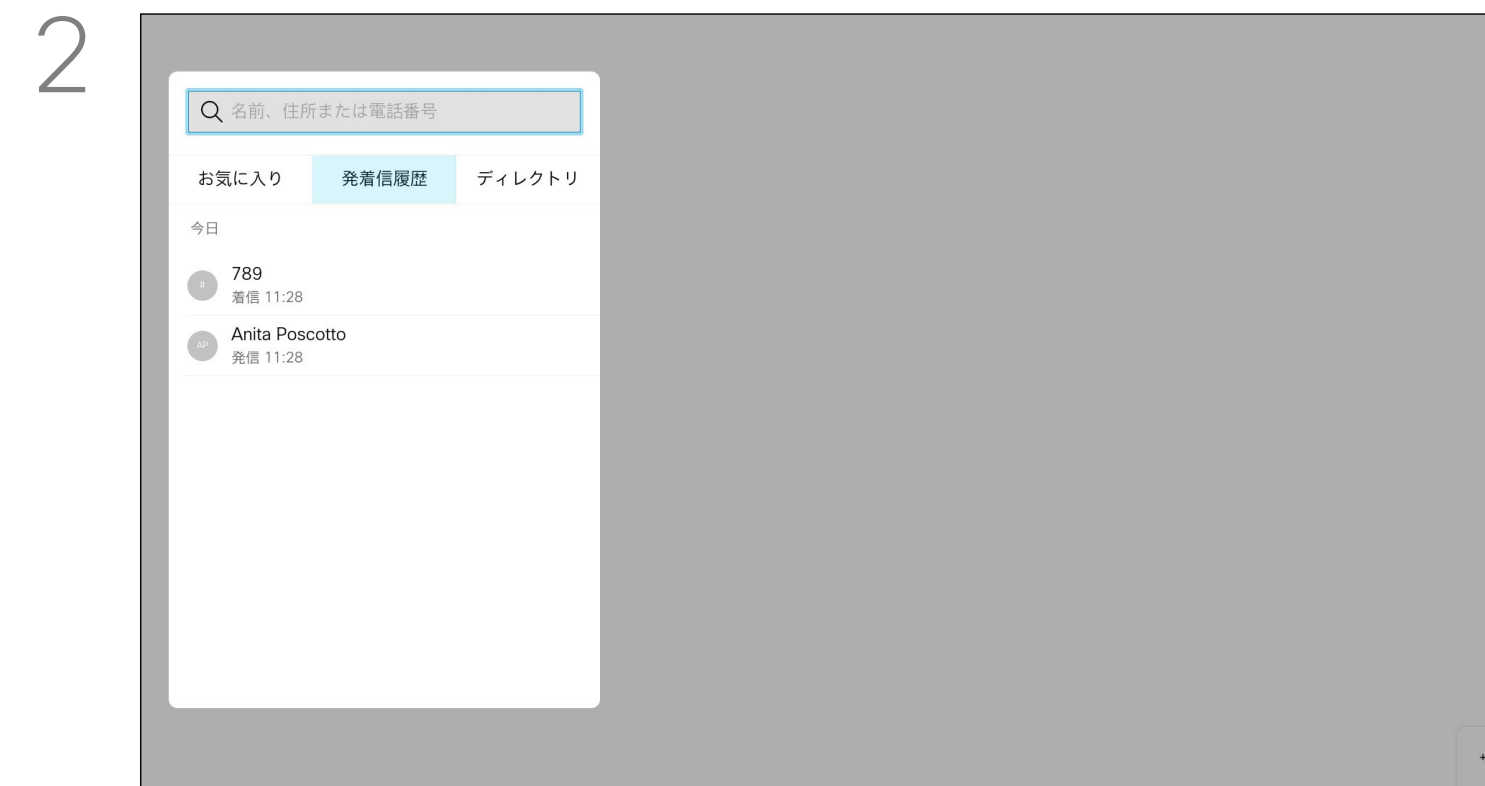 2
名前、住所または電話番号
お気に入り 発着信履歴 ディレクトリ
今日
#
789
着信 11:28
AP
Anita Poscotto
発信 11:28
+